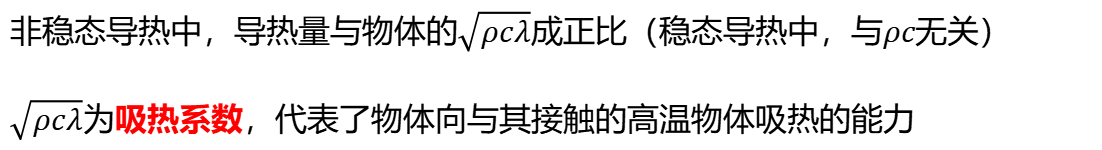 非稳态导热中，导热量与物体的√ρcλ成正比（稳态导热中，与ρc无关）
√ρcλ为吸热系数，代表了物体向与其接触的高温物体吸热的能力